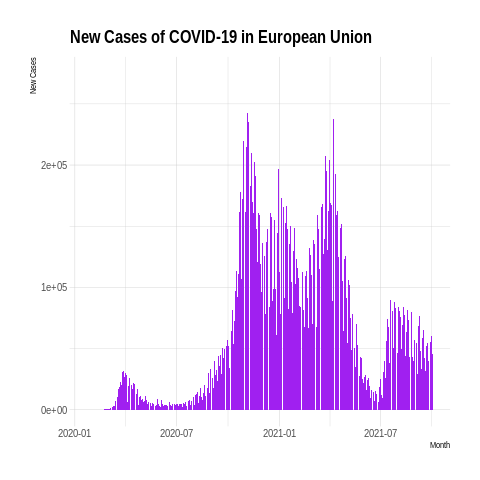 New Cases of COVID-19 in European Union
New Cases
2e+05
1e+05
0e+00
2020-01 2020-07 2021-01 2021-07
Month